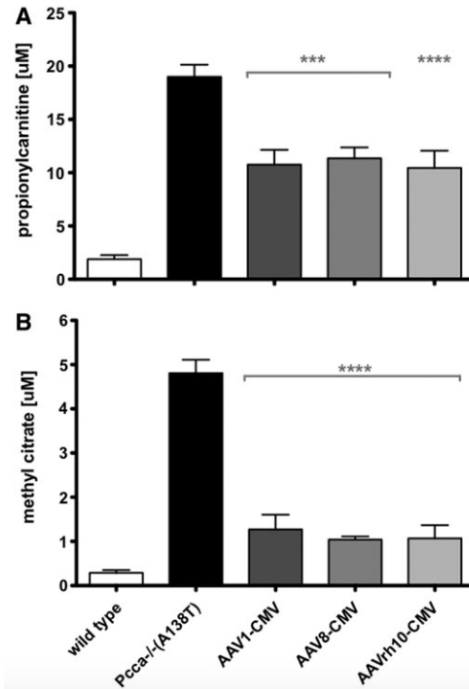 A
propionylcarnitine [uM]
25
20
15
10
5
0
***
****
B
methyl citrate [uM]
6
5
4
3
2
1
0
****
wild type
Pcca-/-(A138T)
AAV1-CMV
AAV8-CMV
AAVrh10-CMV